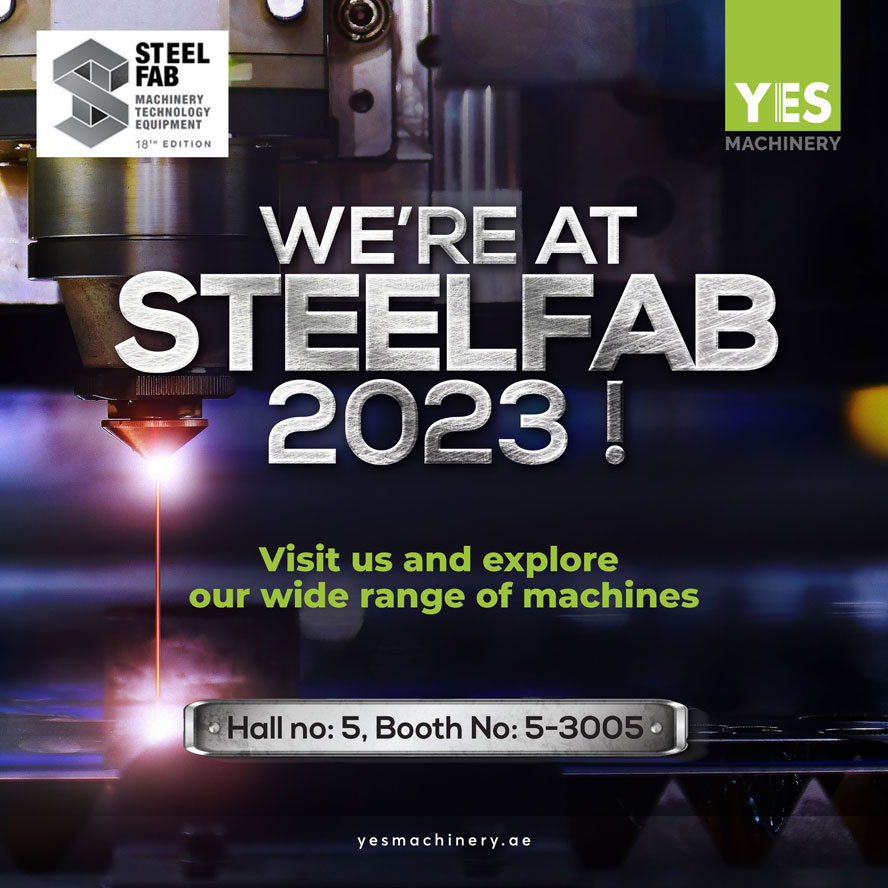 STEEL
FAB
MACHINERY
TECHNOLOGY
EQUIPMENT
18TH EDITION
YES
MACHINERY
WE'RE AT
STEELFAB
2023 !
Visit us and explore
our wide range of machines
Hall no: 5, Booth No: 5-3005
yesmachinery.ae